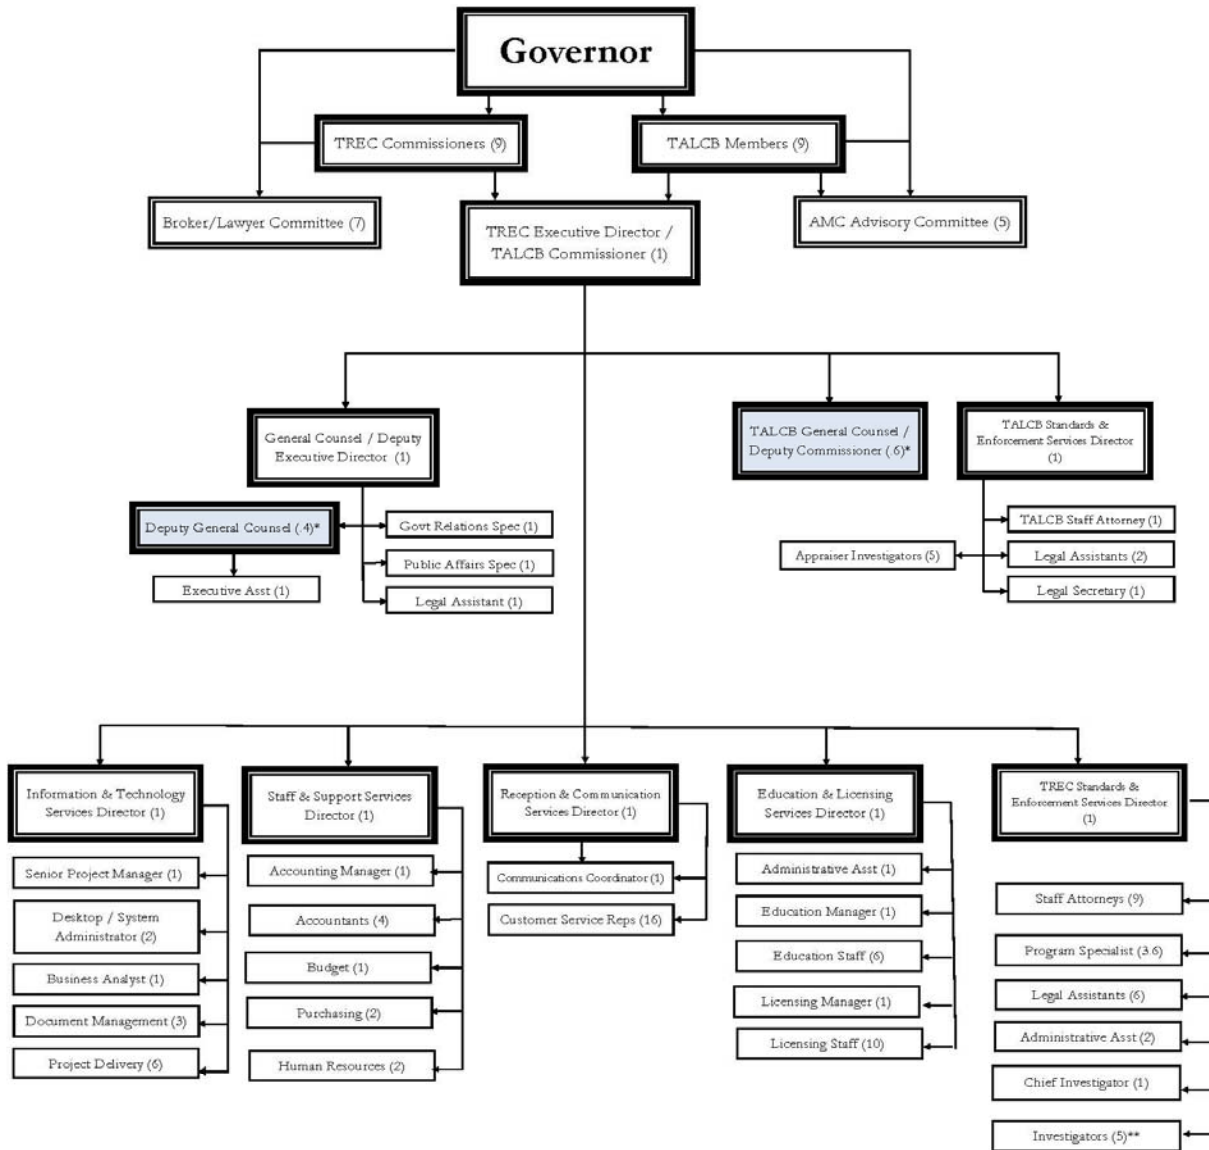 Governor
TREC Commissioners (9)
TALCB Members (9)
Broker/Lawyer Committee (7)
TREC Executive Director /
TALCB Commissioner (1)
AMC Advisory Committee (5)
General Counsel / Deputy
Executive Director (1)
TALCB General Counsel /
Deputy Commissioner (.6)*
TALCB Standards &
Enforcement Services Director
(1)
Deputy General Counsel (.4)*
Executive Asst (1)
Govt Relations Spec (1)
Public Affairs Spec (1)
Legal Assistant (1)
Appraiser Investigators (5)
TALCB Staff Attorney (1)
Legal Assistants (2)
Legal Secretary (1)
Information & Technology
Services Director (1)
Senior Project Manager (1)
Desktop / System
Administrator (2)
Business Analyst (1)
Document Management (3)
Project Delivery (6)
Staff & Support Services
Director (1)
Accounting Manager (1)
Accountants (4)
Budget (1)
Purchasing (2)
Human Resources (2)
Reception & Communication
Services Director (1)
Communications Coordinator (1)
Customer Service Reps (16)
Education & Licensing
Services Director (1)
Administrative Asst (1)
Education Manager (1)
Education Staff (6)
Licensing Manager (1)
Licensing Staff (10)
TREC Standards &
Enforcement Services Director
(1)
Staff Attorneys (9)
Program Specialist (3.6)
Legal Assistants (6)
Administrative Asst (2)
Chief Investigator (1)
Investigators (5)**